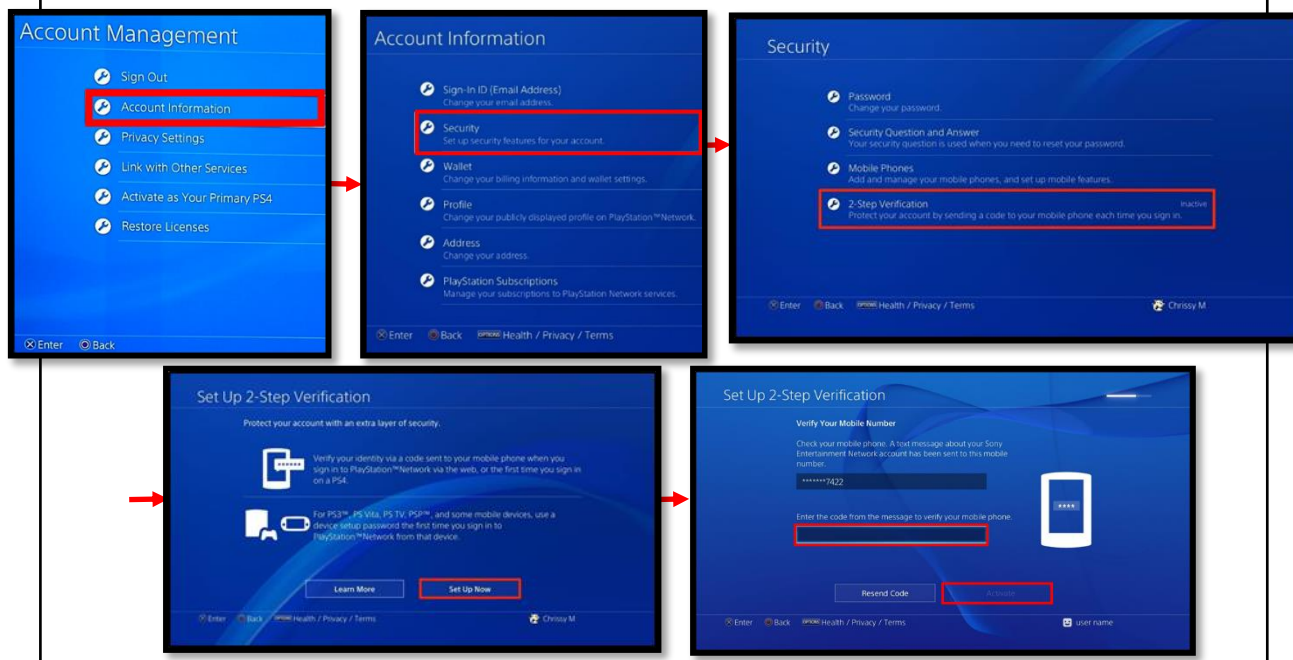 Account Management
Sign Out
Account Information
Privacy Settings
Link with Other Services
Activate as Your Primary PS4
Restore Licenses
Enter Back
Account Information
Sign-In ID (Email Address)
Change your email address.
Security
Set up security features for your account.
Wallet
Change your billing information and wallet settings.
Profile
Change your publicly displayed profile on PlayStation™Network.
Address
Change your address.
PlayStation Subscriptions
Manage your subscriptions to PlayStation Network services.
Enter Back OPTIONS Health / Privacy / Terms
Security
Password
Change your password.
Security Question and Answer
Your security question is used when you need to reset your password.
Mobile Phones
Add and manage your mobile phones, and set up mobile features.
2-Step Verification Inactive
Protect your account by sending a code to your mobile phone each time you sign in.
Enter Back OPTIONS Health / Privacy / Terms Chrissy M
Set Up 2-Step Verification
Protect your account with an extra layer of security.
Verify your identity via a code sent to your mobile phone when you
sign in to PlayStation™Network via the web, or the first time you sign in
on a PS4.
For PS3™, PS Vita, PS TV, PSP™, and some mobile devices, use a
device setup password the first time you sign in to
PlayStation™Network from that device.
Learn More Set Up Now
Enter Back OPTIONS Health / Privacy / Terms Chrissy M
Set Up 2-Step Verification
Verify Your Mobile Number
Check your mobile phone. A text message about your Sony
Entertainment Network account has been sent to this mobile
number.
*******7422
Enter the code from the message to verify your mobile phone.
****
Resend Code Activate
Enter Back OPTIONS Health / Privacy / Terms user name